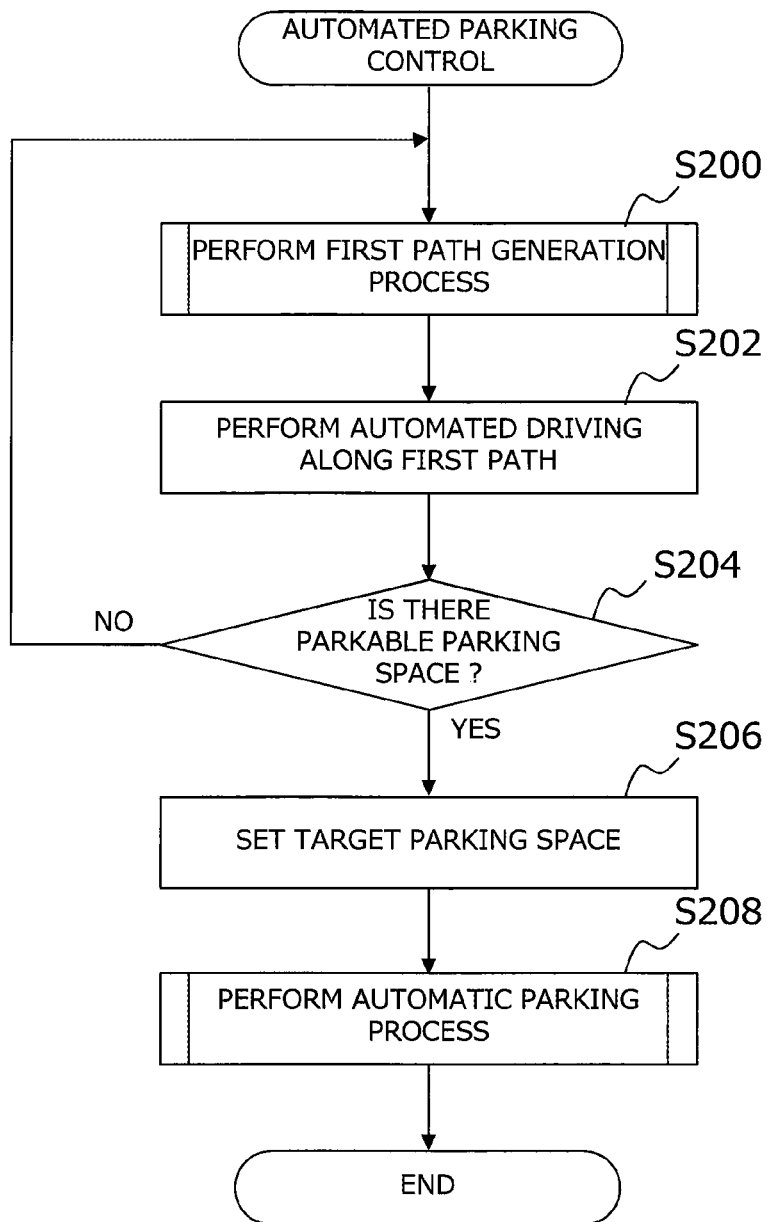 AUTOMATED PARKING
CONTROL
S200
PERFORM FIRST PATH GENERATION
PROCESS
S202
PERFORM AUTOMATED DRIVING
ALONG FIRST PATH
S204
IS THERE
PARKABLE PARKING
SPACE ?
NO
YES
S206
SET TARGET PARKING SPACE
S208
PERFORM AUTOMATIC PARKING
PROCESS
END